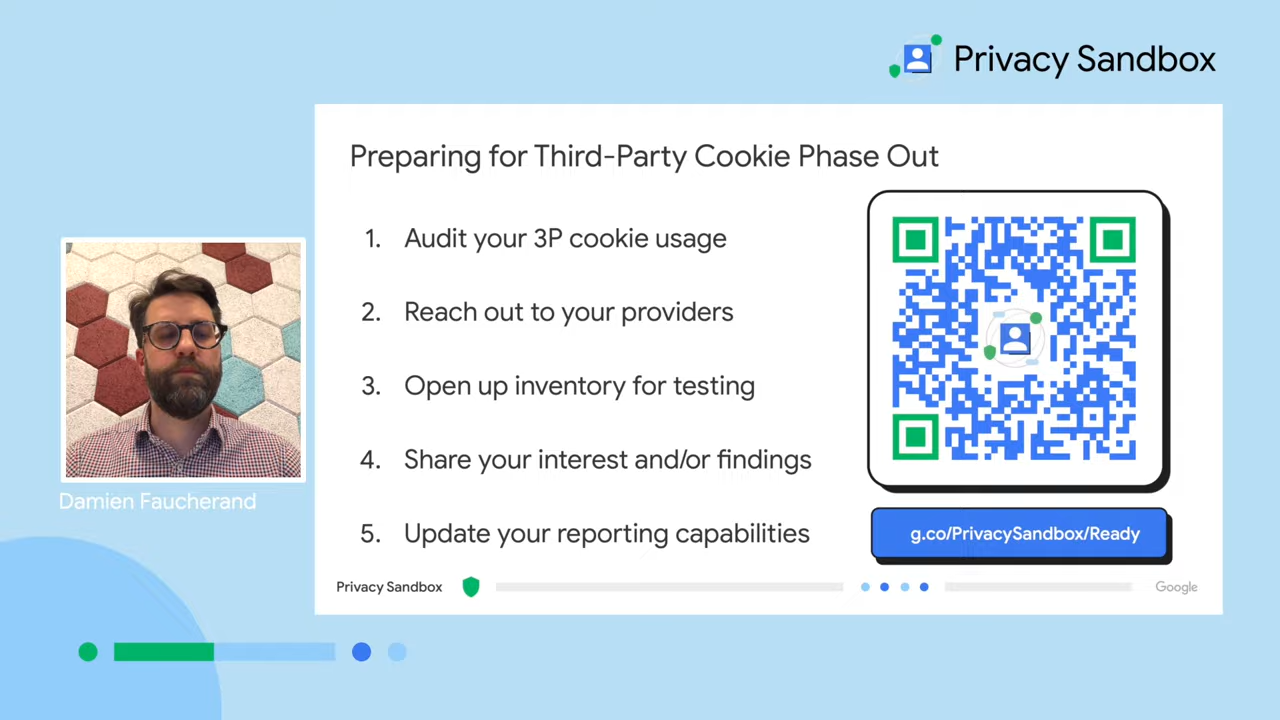 Privacy Sandbox
Preparing for Third-Party Cookie Phase Out
1. Audit your 3P cookie usage
2. Reach out to your providers
3. Open up inventory for testing
4. Share your interest and/or findings
5. Update your reporting capabilities
g.co/PrivacySandbox/Ready
Damien Faucherand
Privacy Sandbox
Google